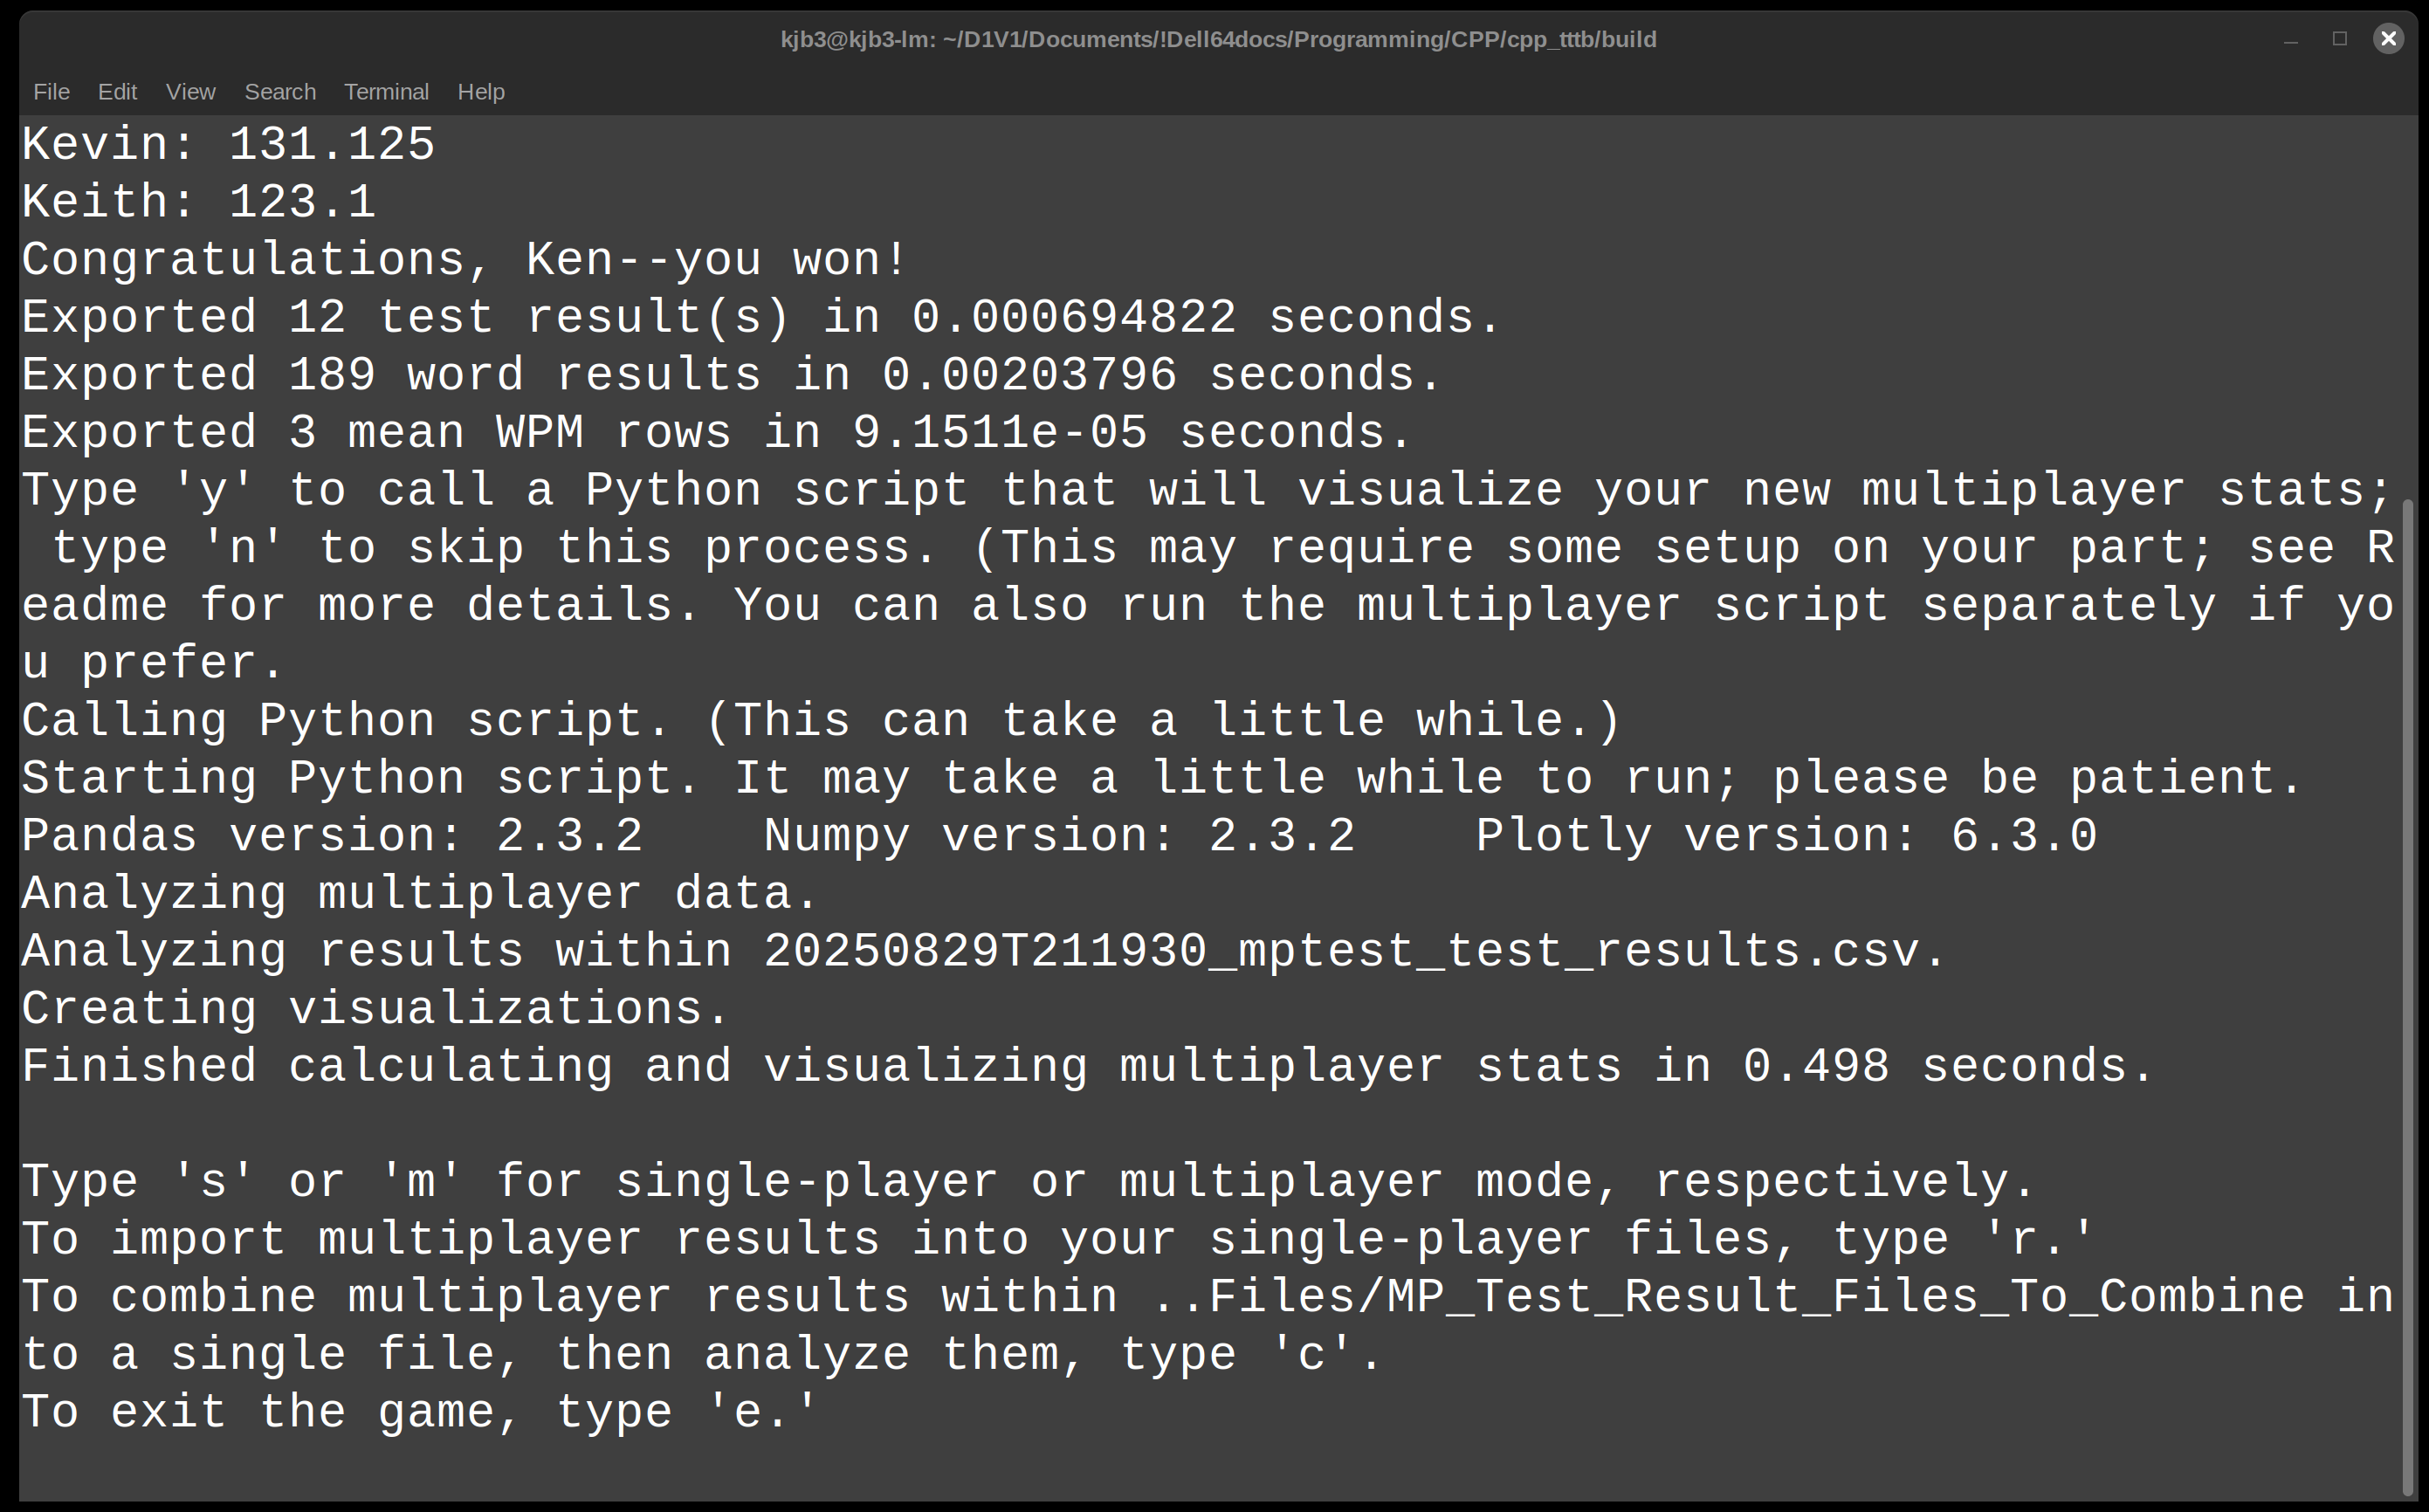 kjb3@kjb3-lm: ~/D1V1/Documents/!Dell64docs/Programming/CPP/cpp_tttb/build
File Edit View Search Terminal Help
Kevin: 131.125
Keith: 123.1
Congratulations, Ken--you won!
Exported 12 test result(s) in 0.000694822 seconds.
Exported 189 word results in 0.00203796 seconds.
Exported 3 mean WPM rows in 9.1511e-05 seconds.
Type 'y' to call a Python script that will visualize your new multiplayer stats;
 type 'n' to skip this process. (This may require some setup on your part; see R
eadme for more details. You can also run the multiplayer script separately if yo
u prefer.
Calling Python script. (This can take a little while.)
Starting Python script. It may take a little while to run; please be patient.
Pandas version: 2.3.2    Numpy version: 2.3.2    Plotly version: 6.3.0
Analyzing multiplayer data.
Analyzing results within 20250829T211930_mptest_test_results.csv.
Creating visualizations.
Finished calculating and visualizing multiplayer stats in 0.498 seconds.

Type 's' or 'm' for single-player or multiplayer mode, respectively.
To import multiplayer results into your single-player files, type 'r.'
To combine multiplayer results within ..Files/MP_Test_Result_Files_To_Combine in
to a single file, then analyze them, type 'c'.
To exit the game, type 'e.'